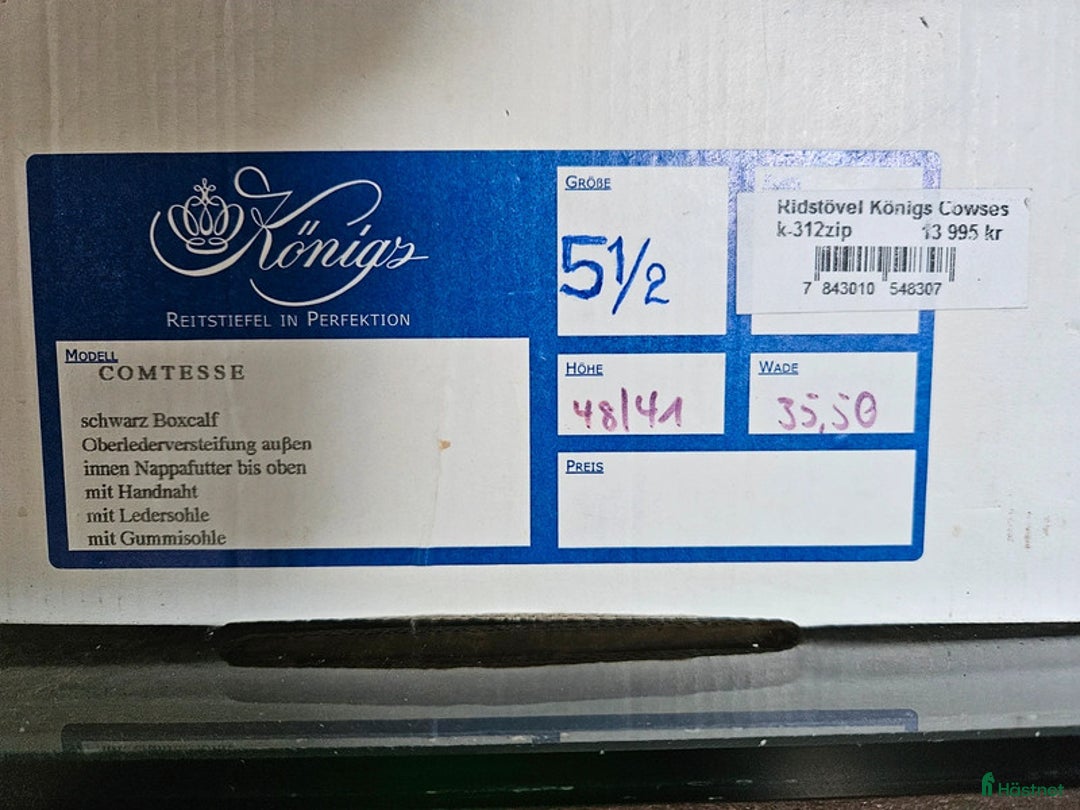 Königs
REITSTIEFEL IN PERFEKTION
MODELL
COMTESSE
schwarz Boxcalf
Oberlederversteifung außen
innen Nappafutter bis oben
mit Handnaht
mit Ledersohle
mit Gummisohle
GRÖßE
5 1/2
Ridstövel Königs Cowses
k-312zip 13 995 kr
7 843010 548307
HÖHE
48/41
WADE
35,50
PREIS
Hästnet